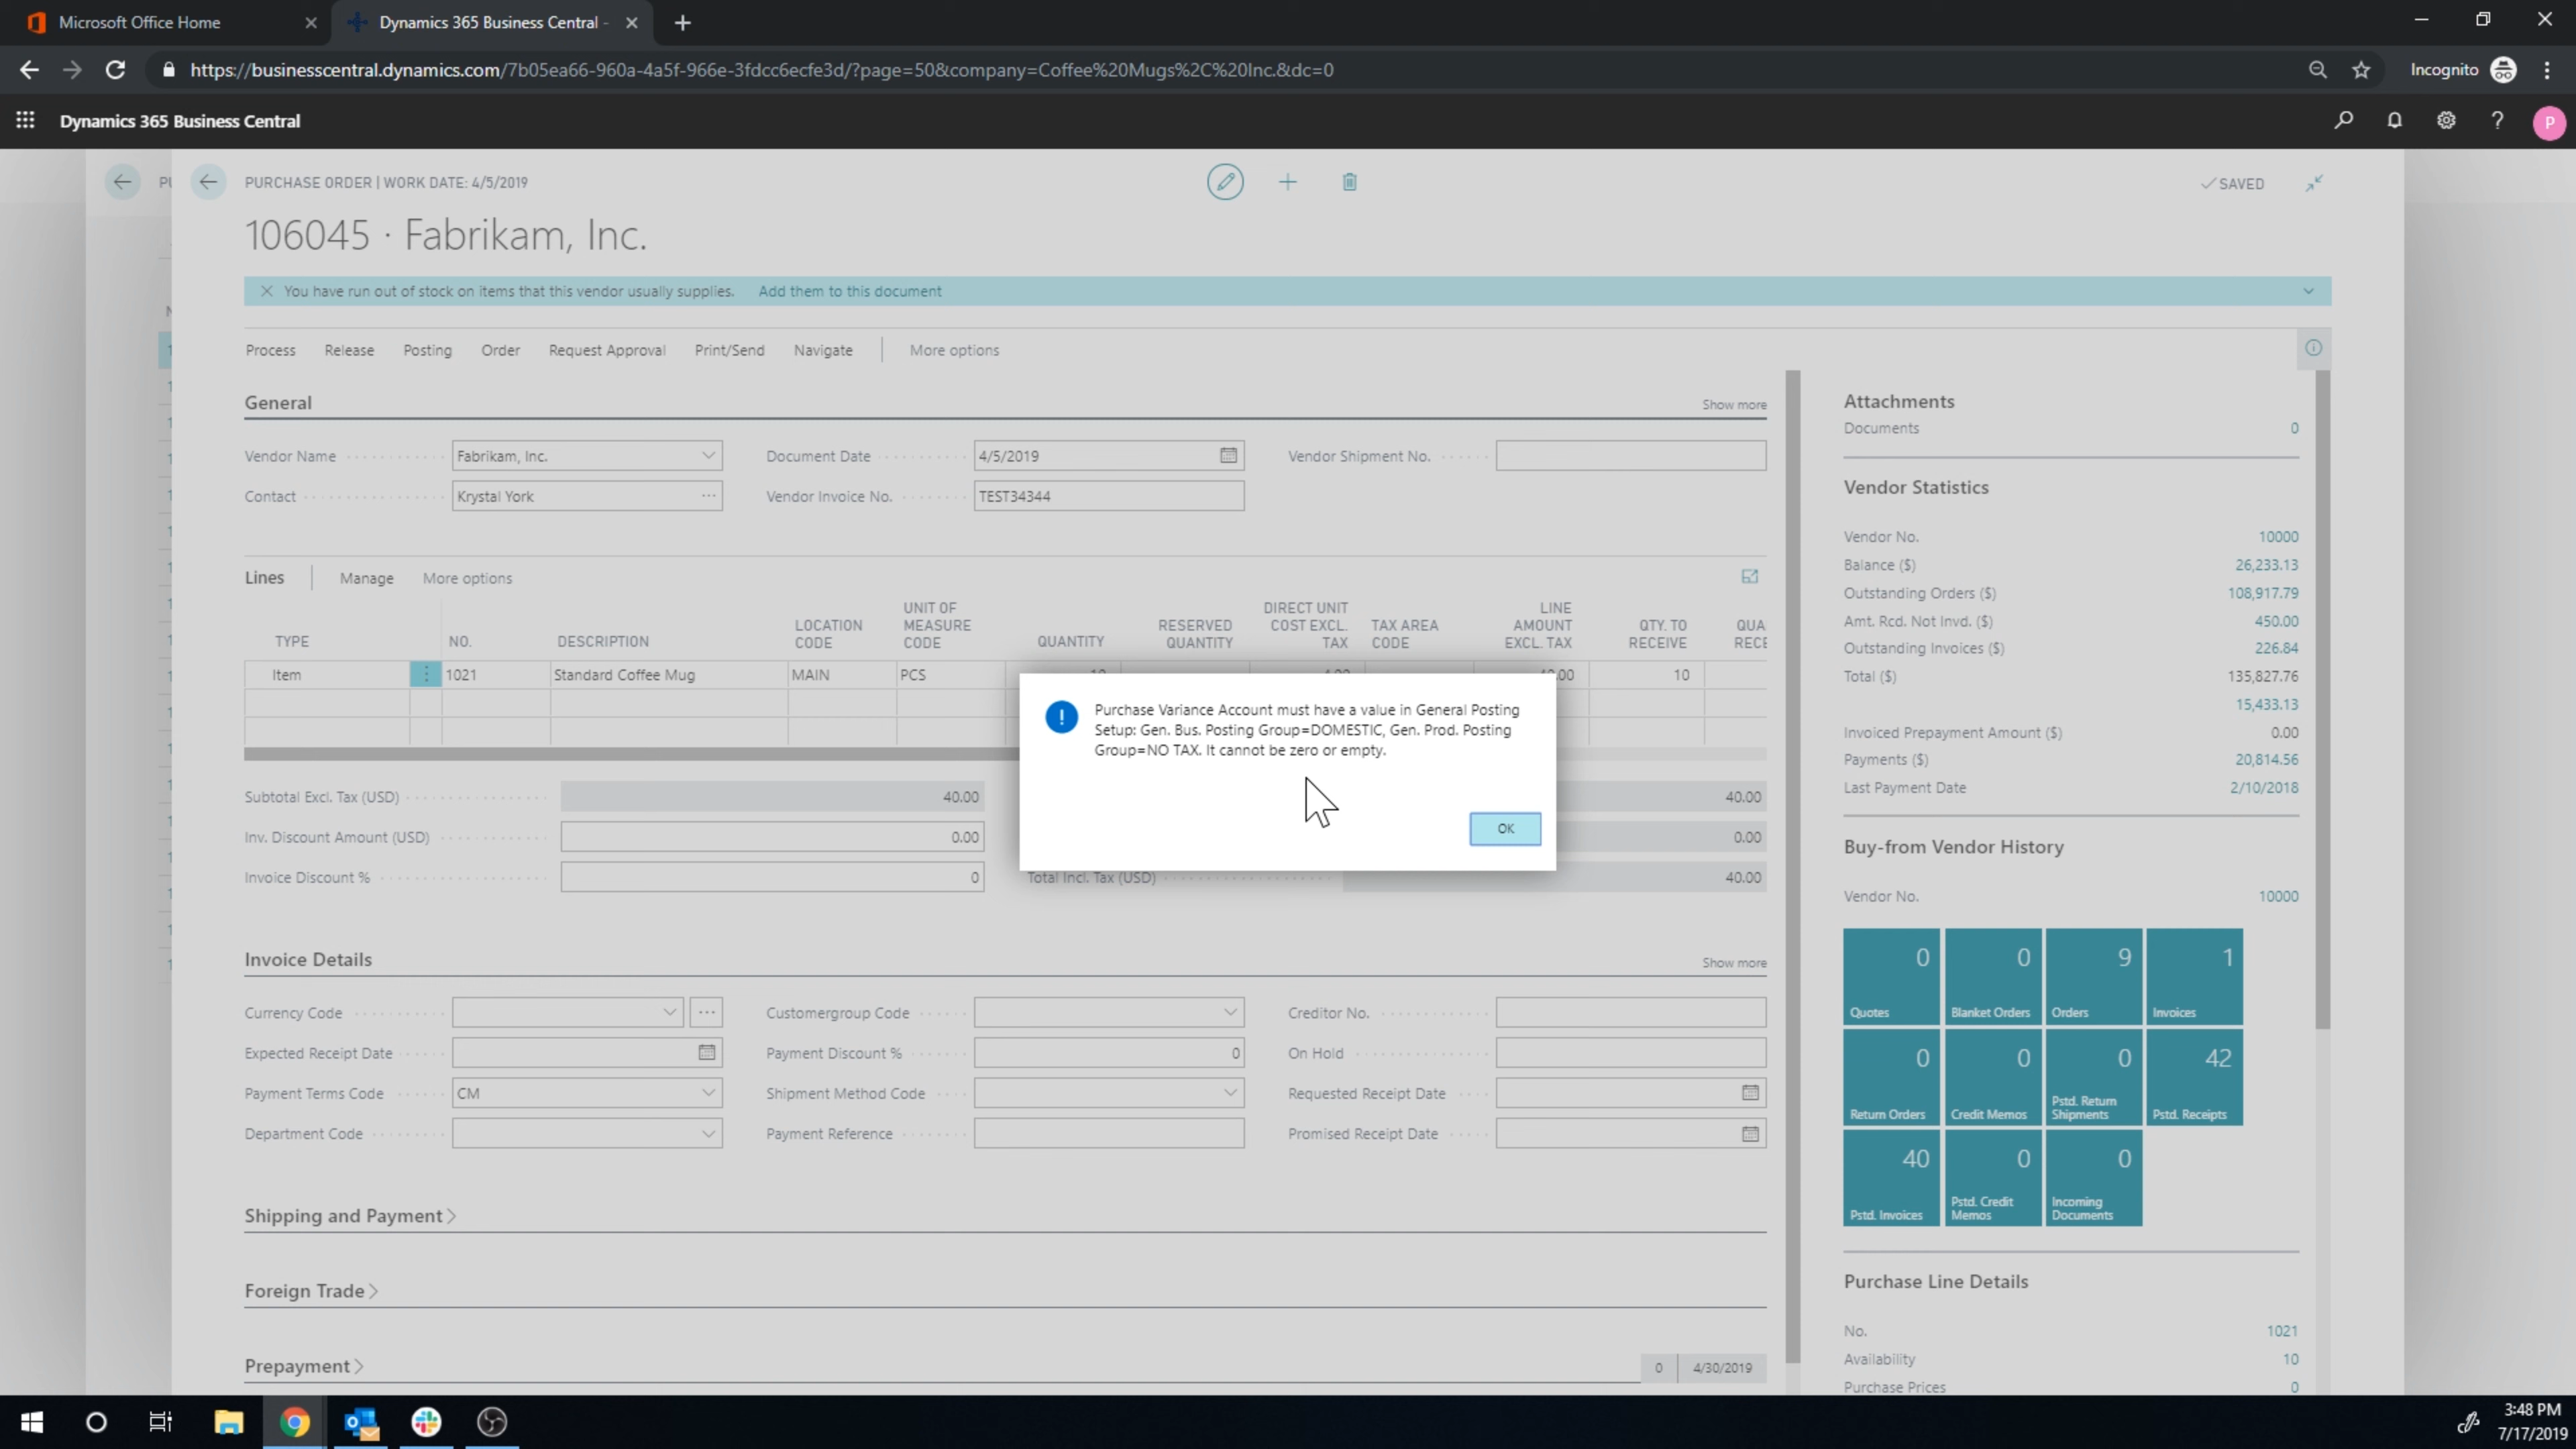 Microsoft Office Home
Dynamics 365 Business Central -
https://businesscentral.dynamics.com/7b05ea66-960a-4a5f-966e-3fdcc6ecfe3d/?page=50&company=Coffee%20Mugs%2C%20Inc.&dc=0
Incognito
Dynamics 365 Business Central
?
P
PURCHASE ORDER | WORK DATE: 4/5/2019
SAVED
106045 · Fabrikam, Inc.
You have run out of stock on items that this vendor usually supplies. Add them to this document
Process Release Posting Order Request Approval Print/Send Navigate More options
General
Show more
Vendor Name Fabrikam, Inc. Document Date 4/5/2019 Vendor Shipment No.
Contact Krystal York Vendor Invoice No. TEST34344
Lines Manage More options
TYPE NO. DESCRIPTION LOCATION CODE UNIT OF MEASURE CODE QUANTITY RESERVED QUANTITY DIRECT UNIT COST EXCL. TAX TAX AREA CODE LINE AMOUNT EXCL. TAX QTY. TO RECEIVE QUA RECE
Item 1021 Standard Coffee Mug MAIN PCS 10
Purchase Variance Account must have a value in General Posting
Setup: Gen. Bus. Posting Group=DOMESTIC, Gen. Prod. Posting
Group=NO TAX. It cannot be zero or empty.
OK
Subtotal Excl. Tax (USD) 40.00 40.00
Inv. Discount Amount (USD) 0.00 0.00
Invoice Discount % 0 Total Incl. Tax (USD) 40.00
Invoice Details
Show more
Currency Code Customergroup Code Creditor No.
Expected Receipt Date Payment Discount % 0 On Hold
Payment Terms Code CM Shipment Method Code Requested Receipt Date
Department Code Payment Reference Promised Receipt Date
Shipping and Payment
Foreign Trade
Prepayment 0 4/30/2019
Attachments
Documents 0
Vendor Statistics
Vendor No. 10000
Balance ($) 26,233.13
Outstanding Orders ($) 108,917.79
Amt. Rcd. Not Invd. ($) 450.00
Outstanding Invoices ($) 226.84
Total ($) 135,827.76
15,433.13
Invoiced Prepayment Amount ($) 0.00
Payments ($) 20,814.56
Last Payment Date 2/10/2018
Buy-from Vendor History
Vendor No. 10000
0 Quotes
0 Blanket Orders
9 Orders
1 Invoices
0 Return Orders
0 Credit Memos
0 Pstd. Return Shipments
42 Pstd. Receipts
40 Pstd. Invoices
0 Pstd. Credit Memos
0 Incoming Documents
Purchase Line Details
No. 1021
Availability 10
Purchase Prices 0
3:48 PM
7/17/2019